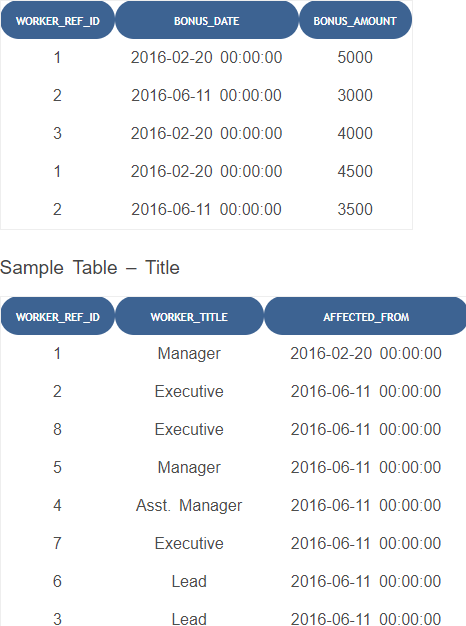 WORKER_REF_ID BONUS_DATE BONUS_AMOUNT
1 2016-02-20 00:00:00 5000
2 2016-06-11 00:00:00 3000
3 2016-02-20 00:00:00 4000
1 2016-02-20 00:00:00 4500
2 2016-06-11 00:00:00 3500
Sample Table – Title
WORKER_REF_ID WORKER_TITLE AFFECTED_FROM
1 Manager 2016-02-20 00:00:00
2 Executive 2016-06-11 00:00:00
8 Executive 2016-06-11 00:00:00
5 Manager 2016-06-11 00:00:00
4 Asst. Manager 2016-06-11 00:00:00
7 Executive 2016-06-11 00:00:00
6 Lead 2016-06-11 00:00:00
3 Lead 2016-06-11 00:00:00